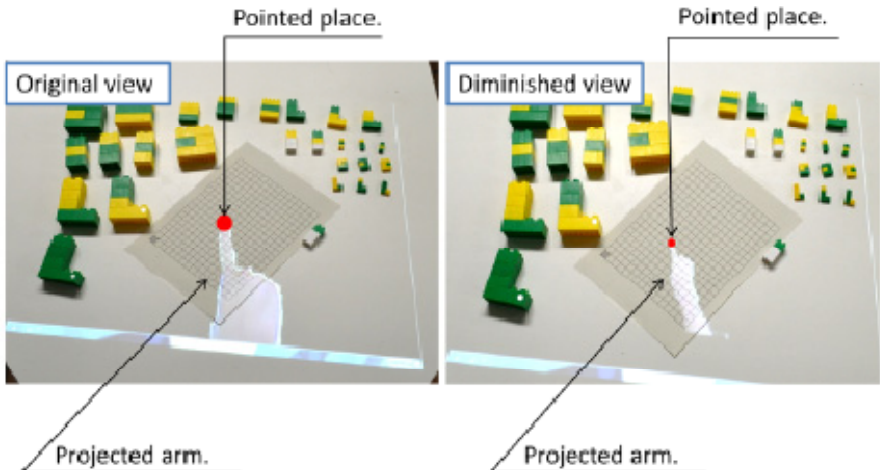 Pointed place.
Pointed place.
Original view
Diminished view
Projected arm.
Projected arm.